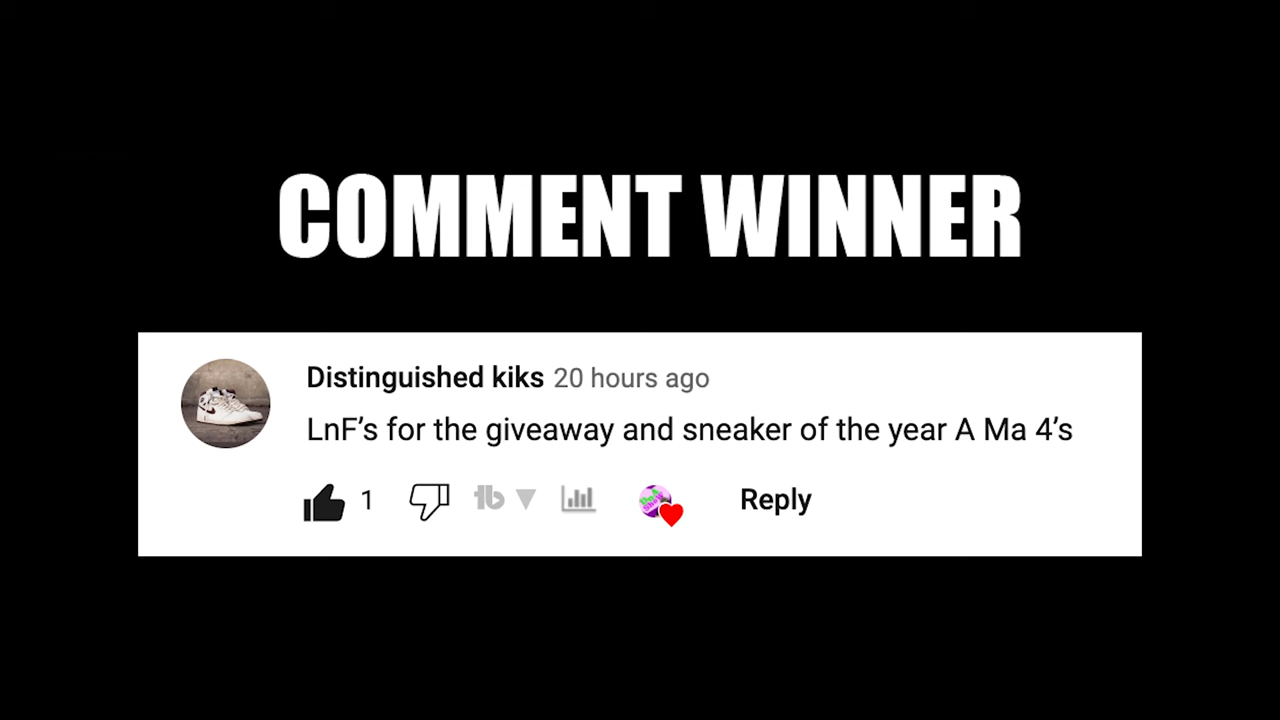 COMMENT WINNER
Distinguished kiks 20 hours ago
LnF’s for the giveaway and sneaker of the year A Ma 4’s
1 tb Reply